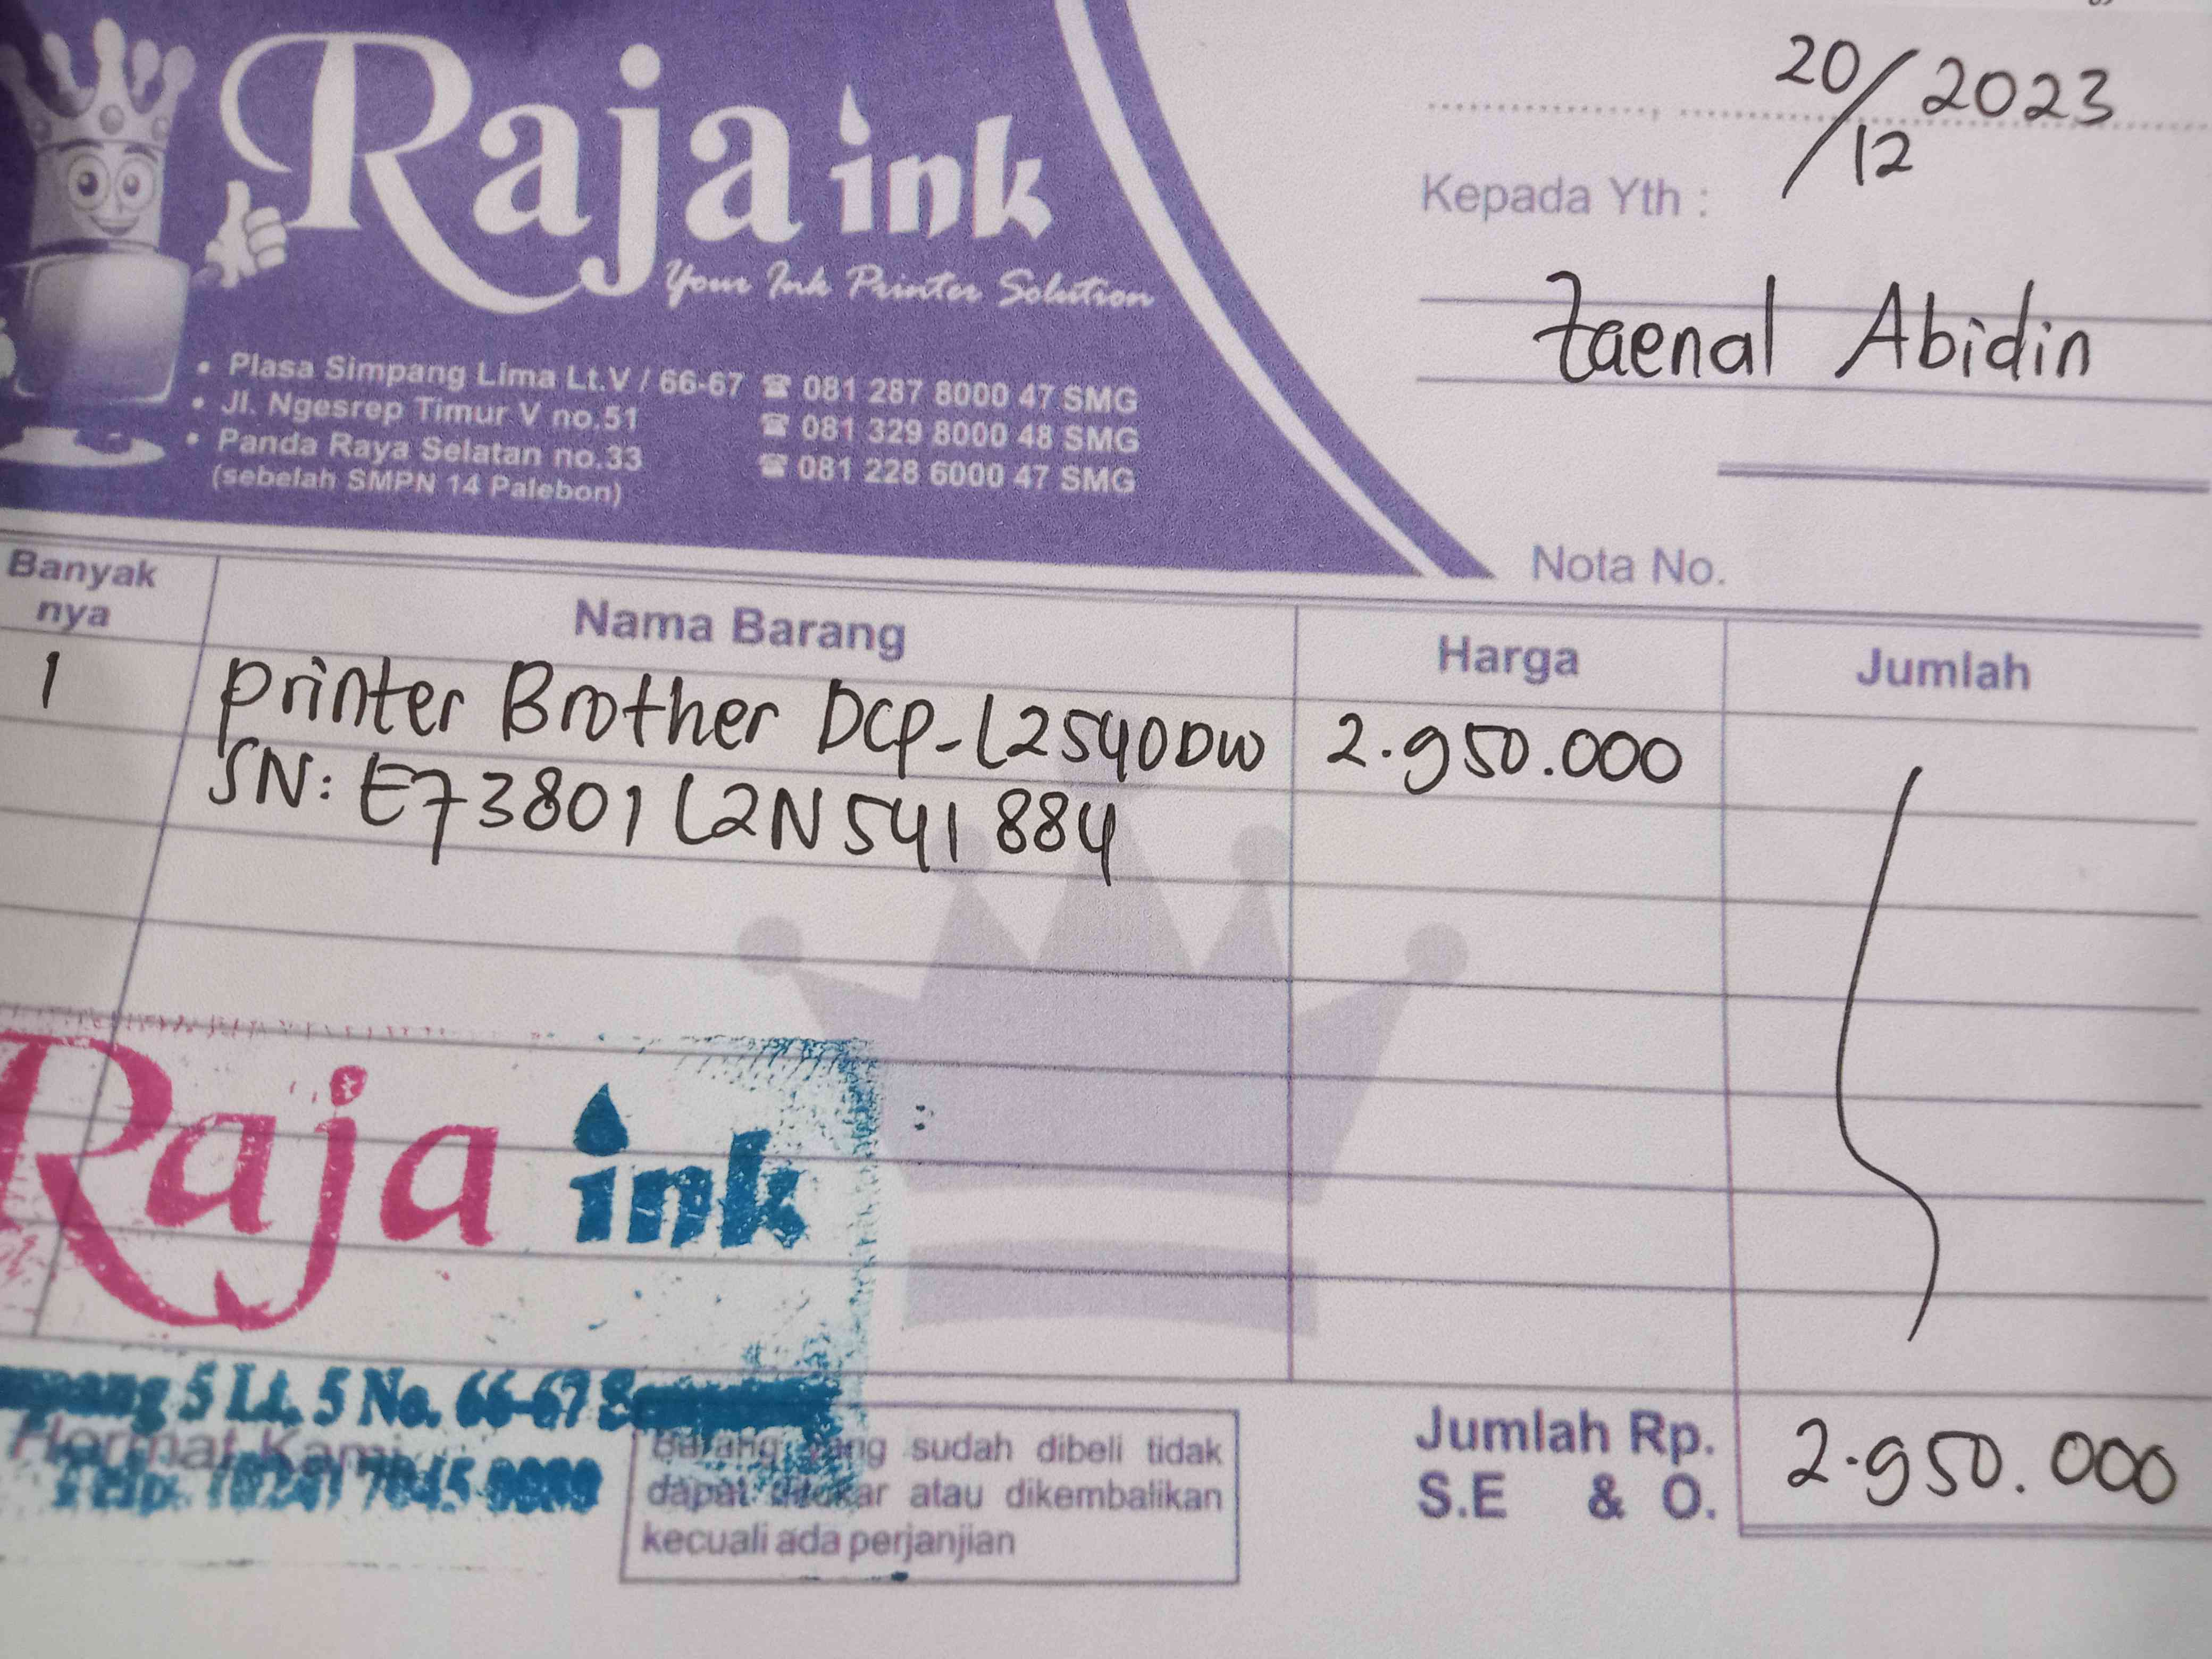 Raja ink
Your Ink Printer Solution
• Plasa Simpang Lima Lt.V / 66-67 ☎ 081 287 8000 47 SMG
• Jl. Ngesrep Timur V no.51 ☎ 081 329 8000 48 SMG
• Panda Raya Selatan no.33 ☎ 081 228 6000 47 SMG
(sebelah SMPN 14 Palebon)
20/12 2023
Kepada Yth :
Zaenal Abidin
Nota No.
Banyak nya Nama Barang Harga Jumlah
1 printer Brother DCP-L2540DW 2.950.000
SN: E73801L2N541884
Raja ink
5 Lt. 5 No. 66-67
Hormat Kami
Barang yang sudah dibeli tidak
dapat ditukar atau dikembalikan
kecuali ada perjanjian
Jumlah Rp. 2.950.000
S.E & O.